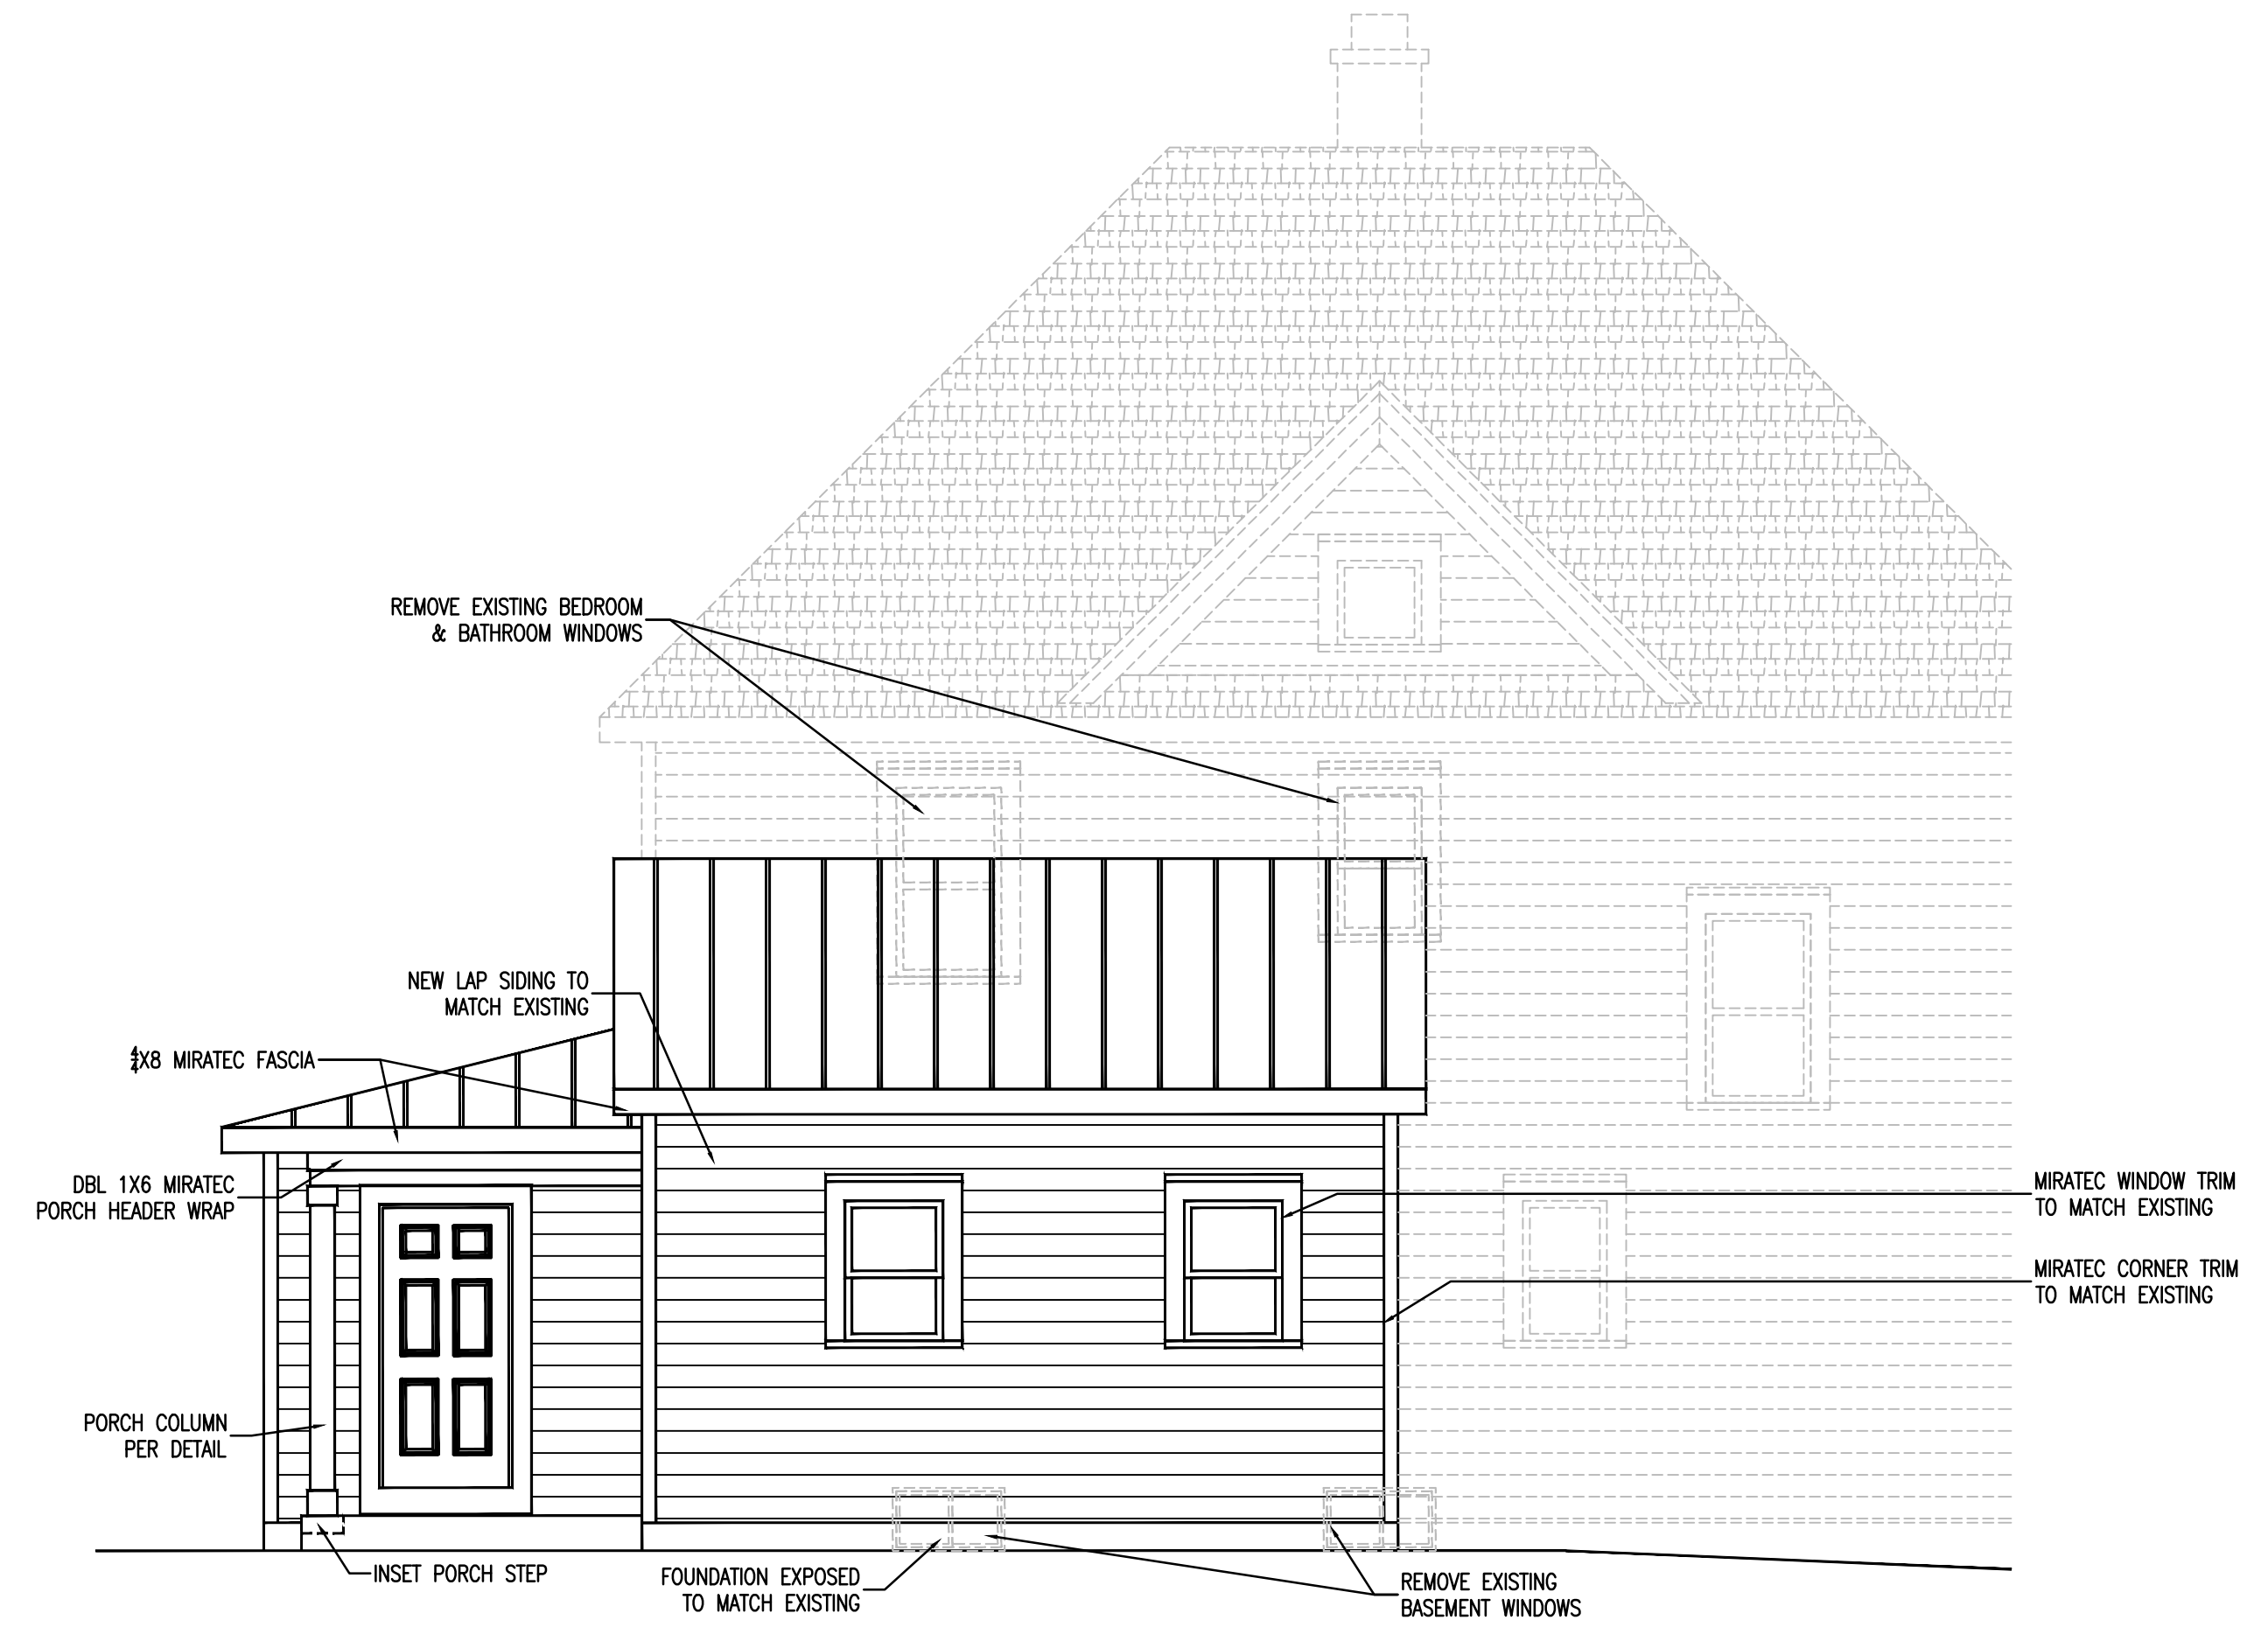 REMOVE EXISTING BEDROOM
& BATHROOM WINDOWS
NEW LAP SIDING TO
MATCH EXISTING
4/4X8 MIRATEC FASCIA
DBL 1X6 MIRATEC
PORCH HEADER WRAP
MIRATEC WINDOW TRIM
TO MATCH EXISTING
MIRATEC CORNER TRIM
TO MATCH EXISTING
PORCH COLUMN
PER DETAIL
INSET PORCH STEP
FOUNDATION EXPOSED
TO MATCH EXISTING
REMOVE EXISTING
BASEMENT WINDOWS